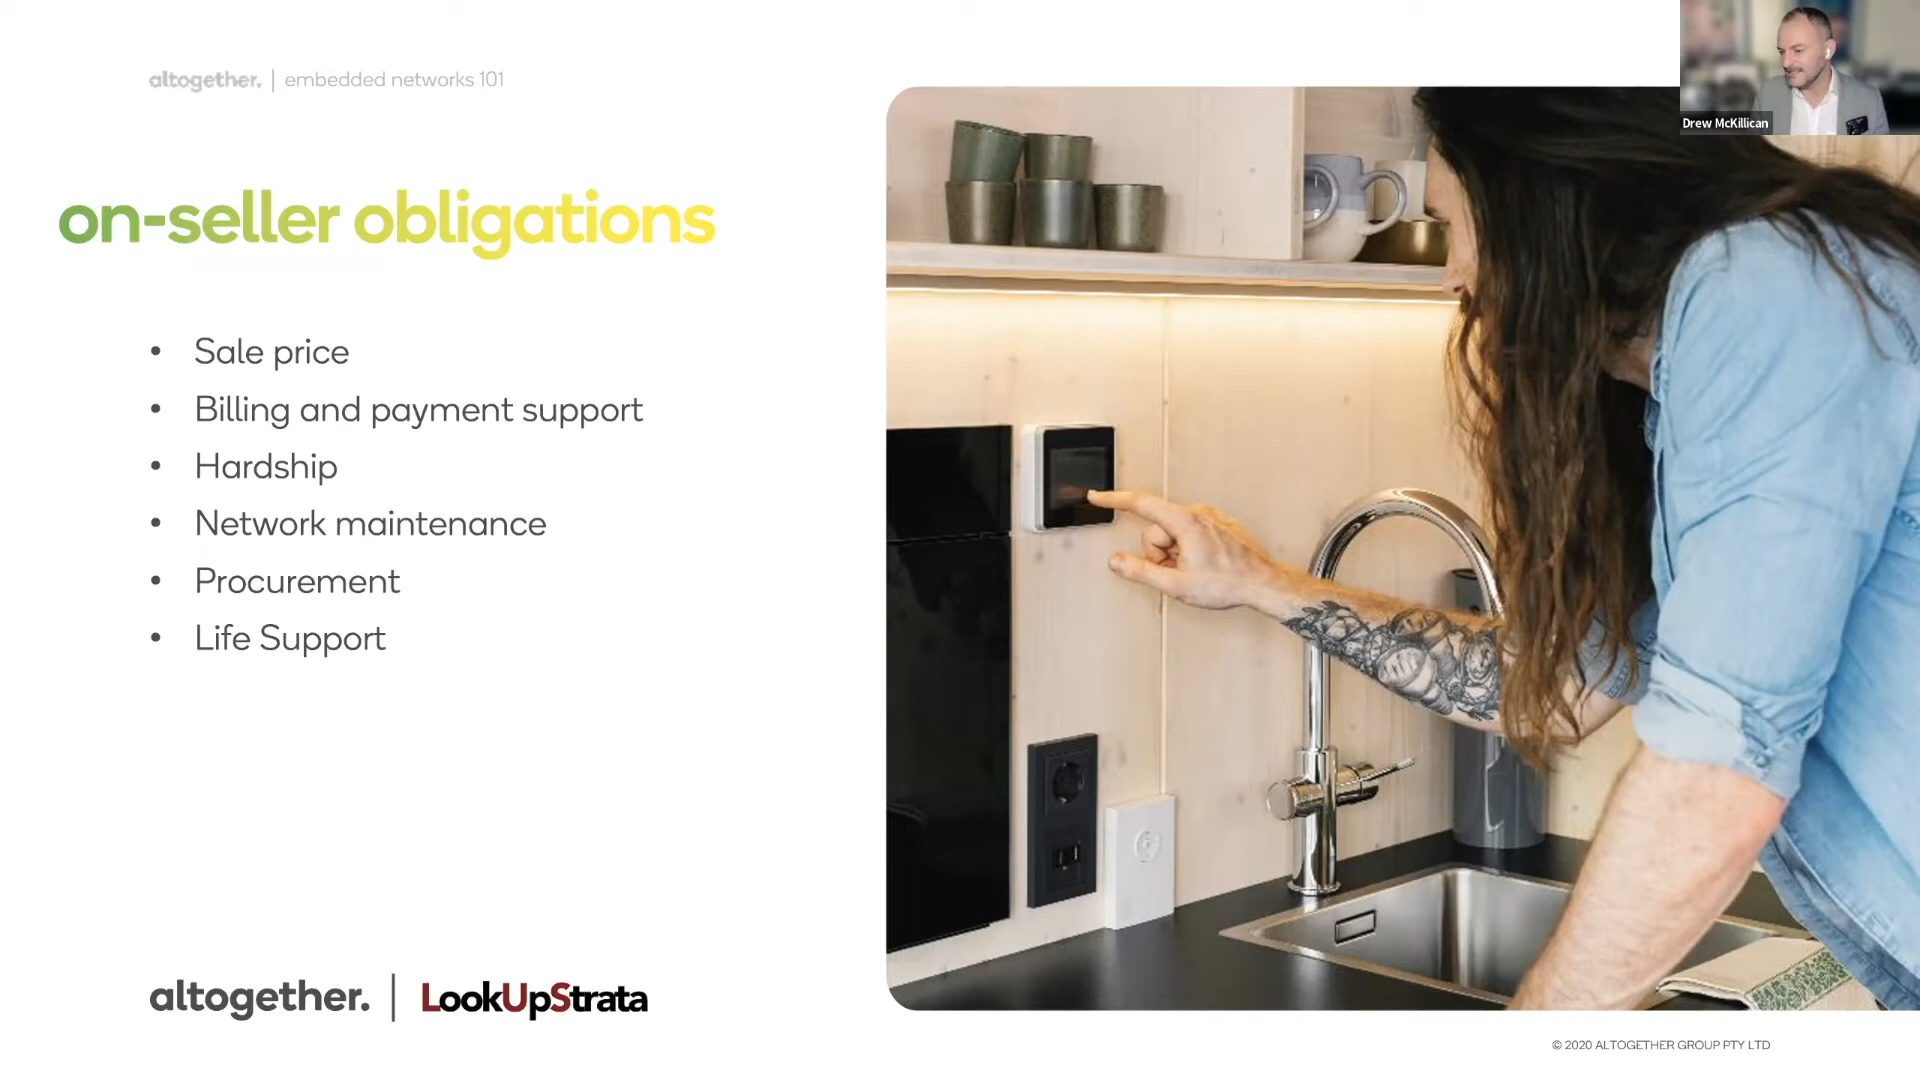 altogether. | embedded networks 101
Drew McKillican
on-seller obligations
• Sale price
• Billing and payment support
• Hardship
• Network maintenance
• Procurement
• Life Support
altogether. | LookUpStrata
© 2020 ALTOGETHER GROUP PTY LTD